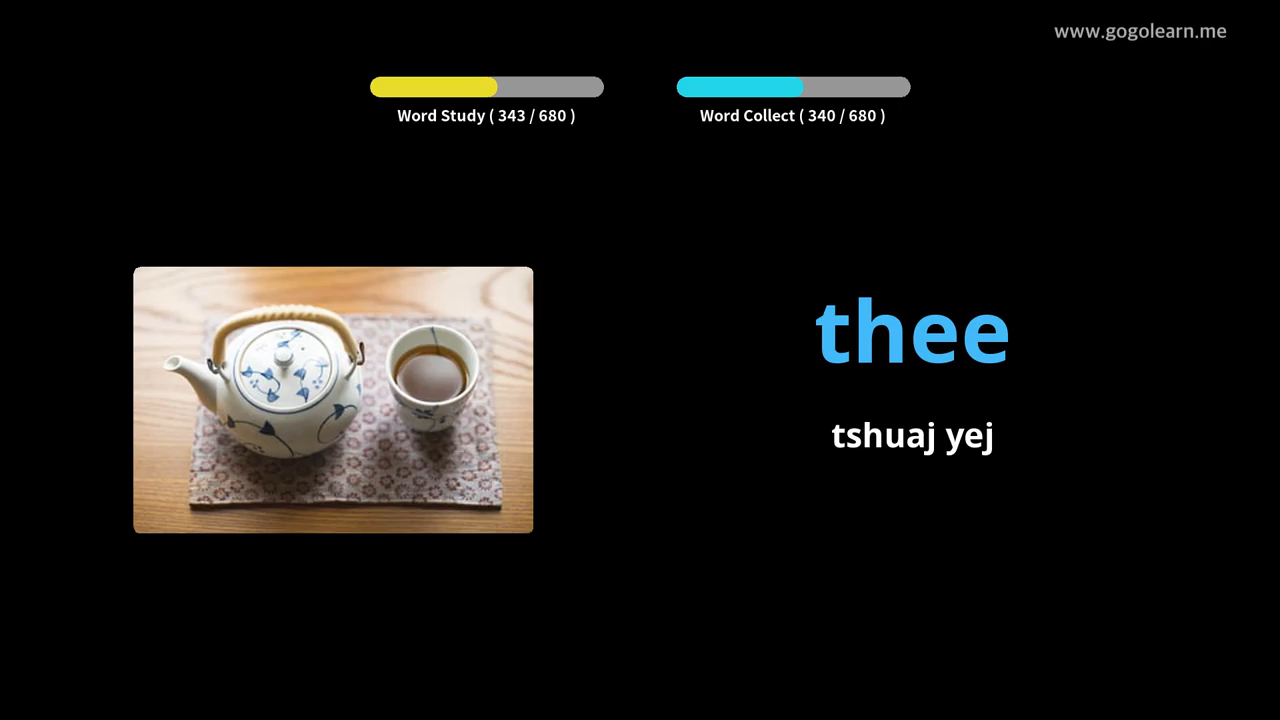 www.gogolearn.me
Word Study ( 343 / 680 )
Word Collect ( 340 / 680 )
thee
tshuaj yej